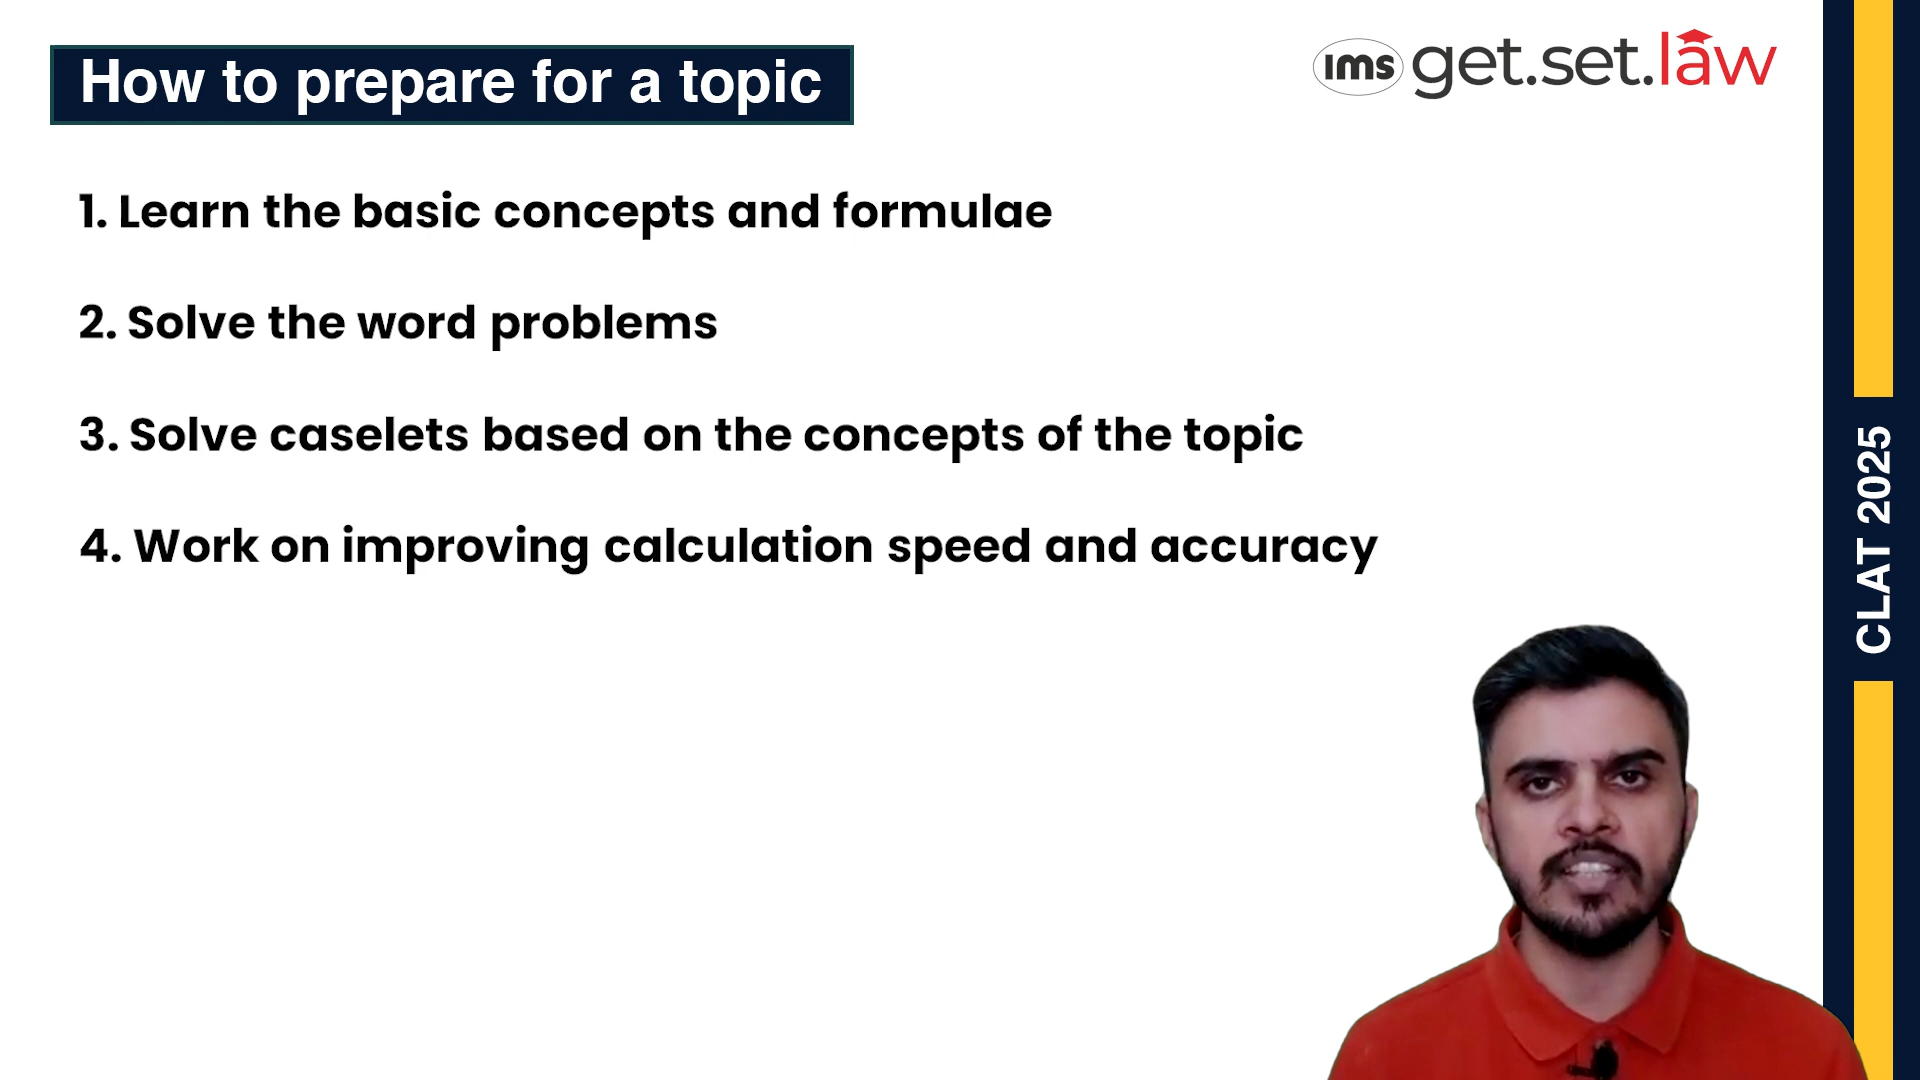 How to prepare for a topic
ims get.set.law
1. Learn the basic concepts and formulae
2. Solve the word problems
3. Solve caselets based on the concepts of the topic
4. Work on improving calculation speed and accuracy
CLAT 2025